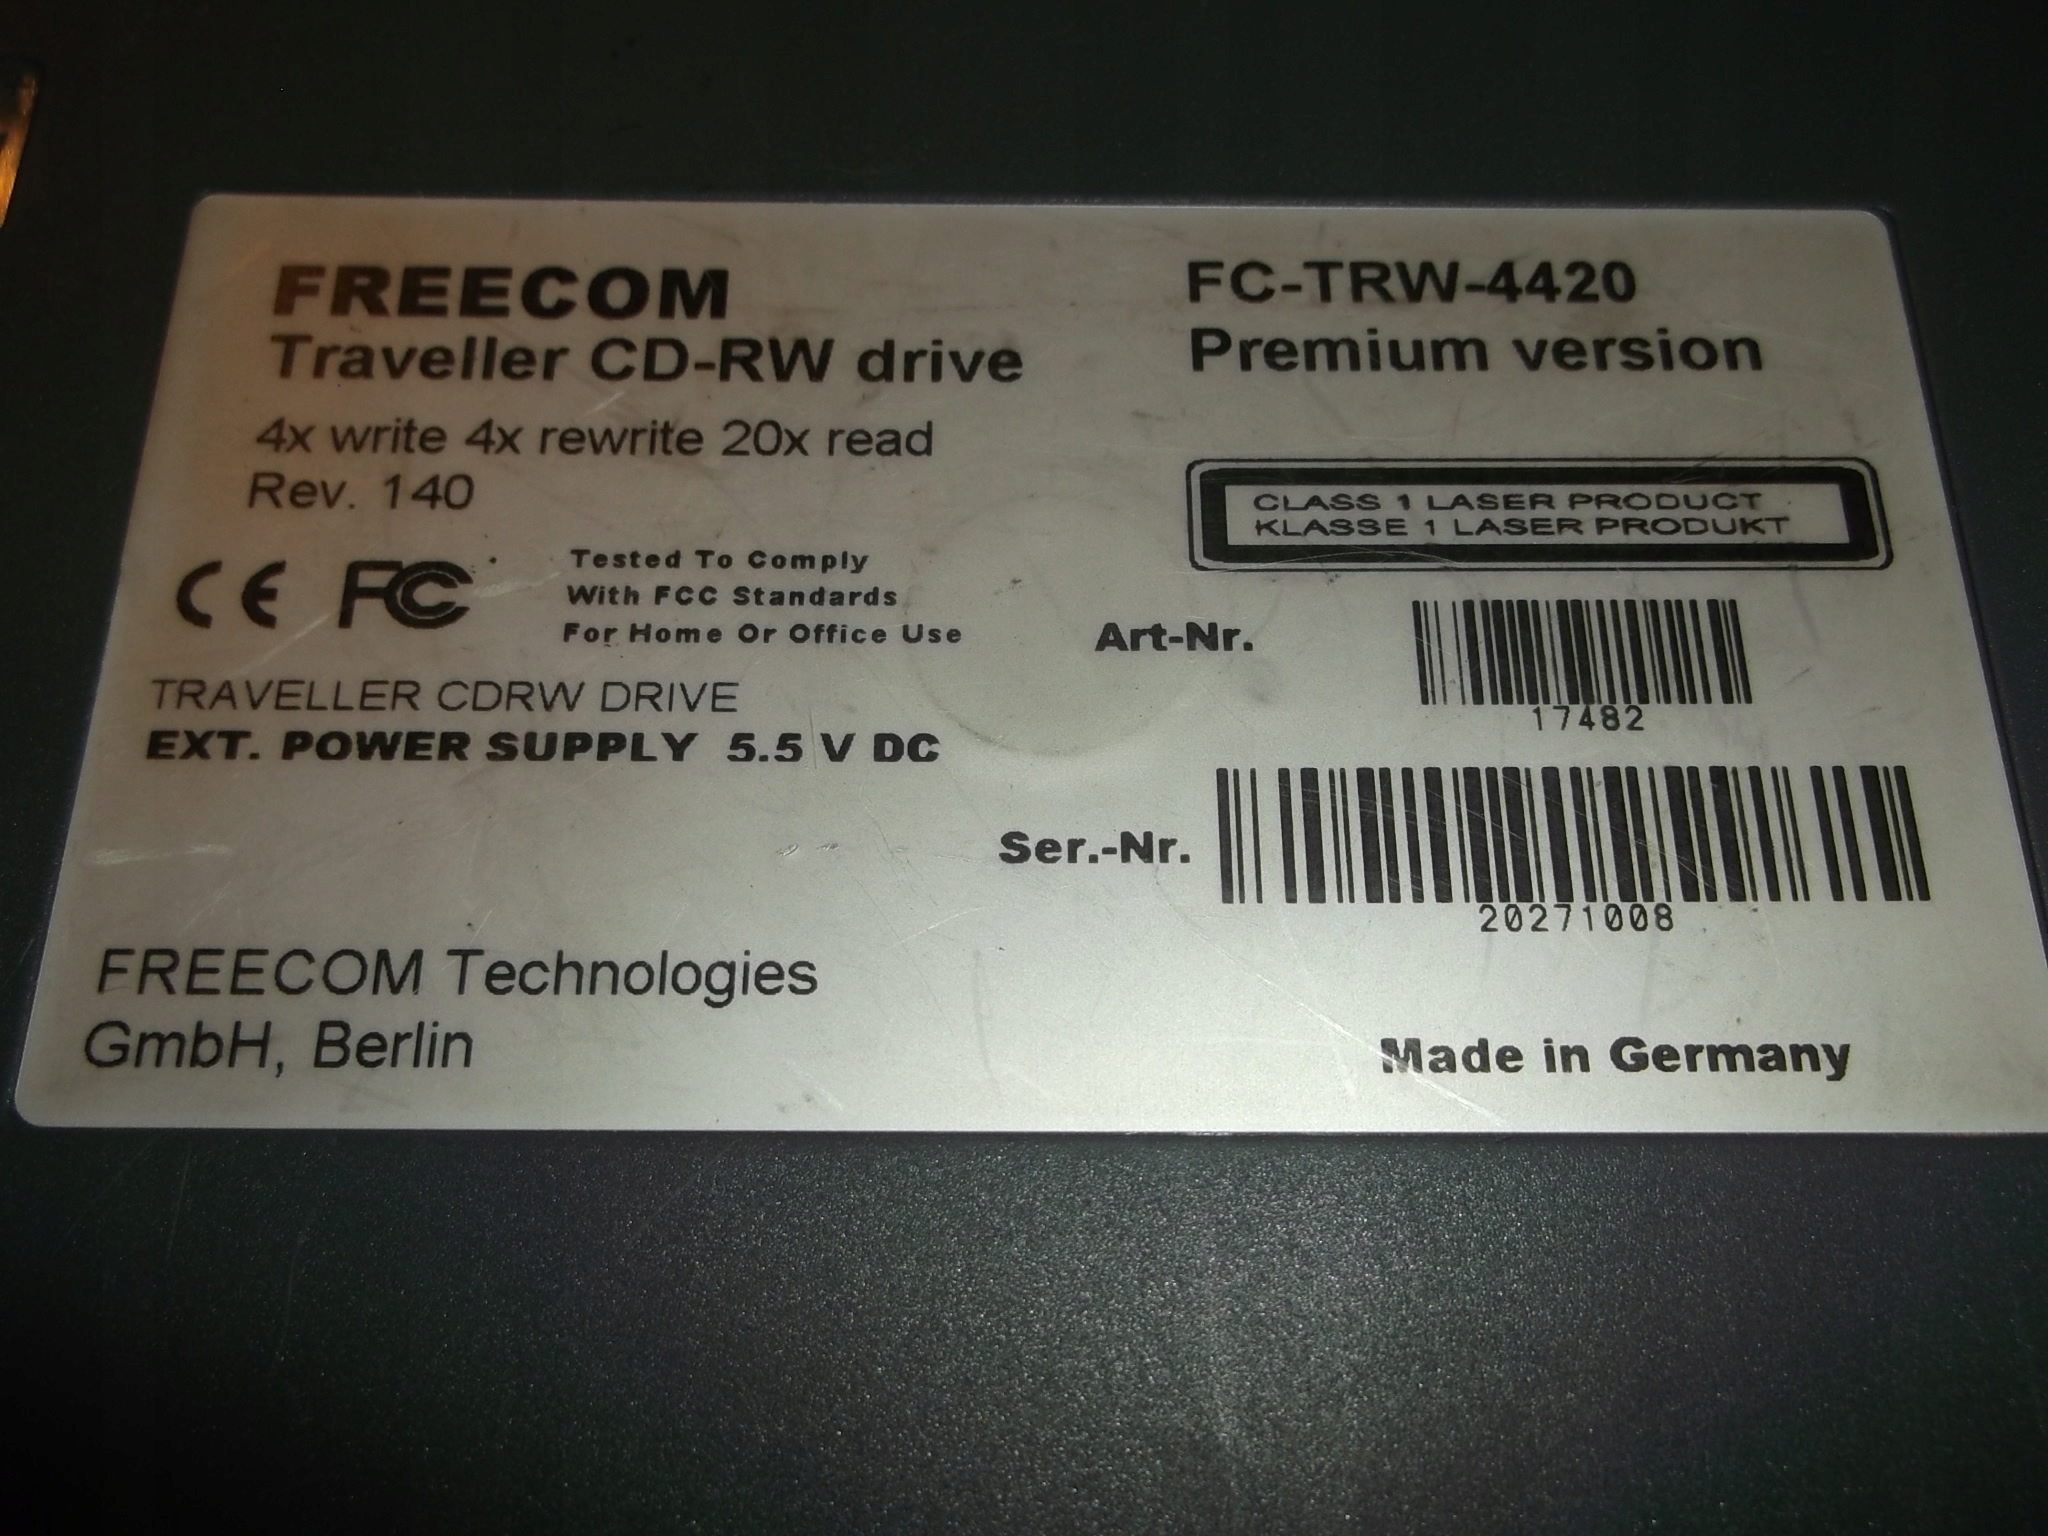 FREECOM
Traveller CD-RW drive
4x write 4x rewrite 20x read
Rev. 140
CE FC
Tested To Comply
With FCC Standards
For Home Or Office Use
TRAVELLER CDRW DRIVE
EXT. POWER SUPPLY 5.5 V DC
FREECOM Technologies
GmbH, Berlin
FC-TRW-4420
Premium version
CLASS 1 LASER PRODUCT
KLASSE 1 LASER PRODUKT
Art-Nr.
17482
Ser.-Nr.
20271008
Made in Germany